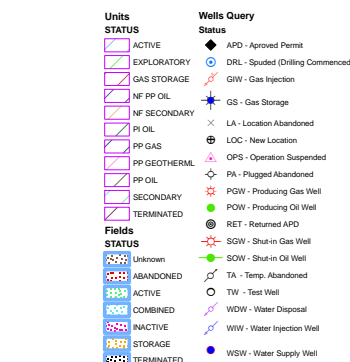 Units
STATUS
ACTIVE
EXPLORATORY
GAS STORAGE
NF PP OIL
NF SECONDARY
PI OIL
PP GAS
PP GEOTHERML
PP OIL
SECONDARY
TERMINATED
Fields
STATUS
Unknown
ABANDONED
ACTIVE
COMBINED
INACTIVE
STORAGE
TERMINATED
Wells Query
Status
APD - Aproved Permit
DRL - Spuded (Drilling Commenced
GIW - Gas Injection
GS - Gas Storage
LA - Location Abandoned
LOC - New Location
OPS - Operation Suspended
PA - Plugged Abandoned
PGW - Producing Gas Well
POW - Producing Oil Well
RET - Returned APD
SGW - Shut-in Gas Well
SOW - Shut-in Oil Well
TA - Temp. Abandoned
TW - Test Well
WDW - Water Disposal
WIW - Water Injection Well
WSW - Water Supply Well